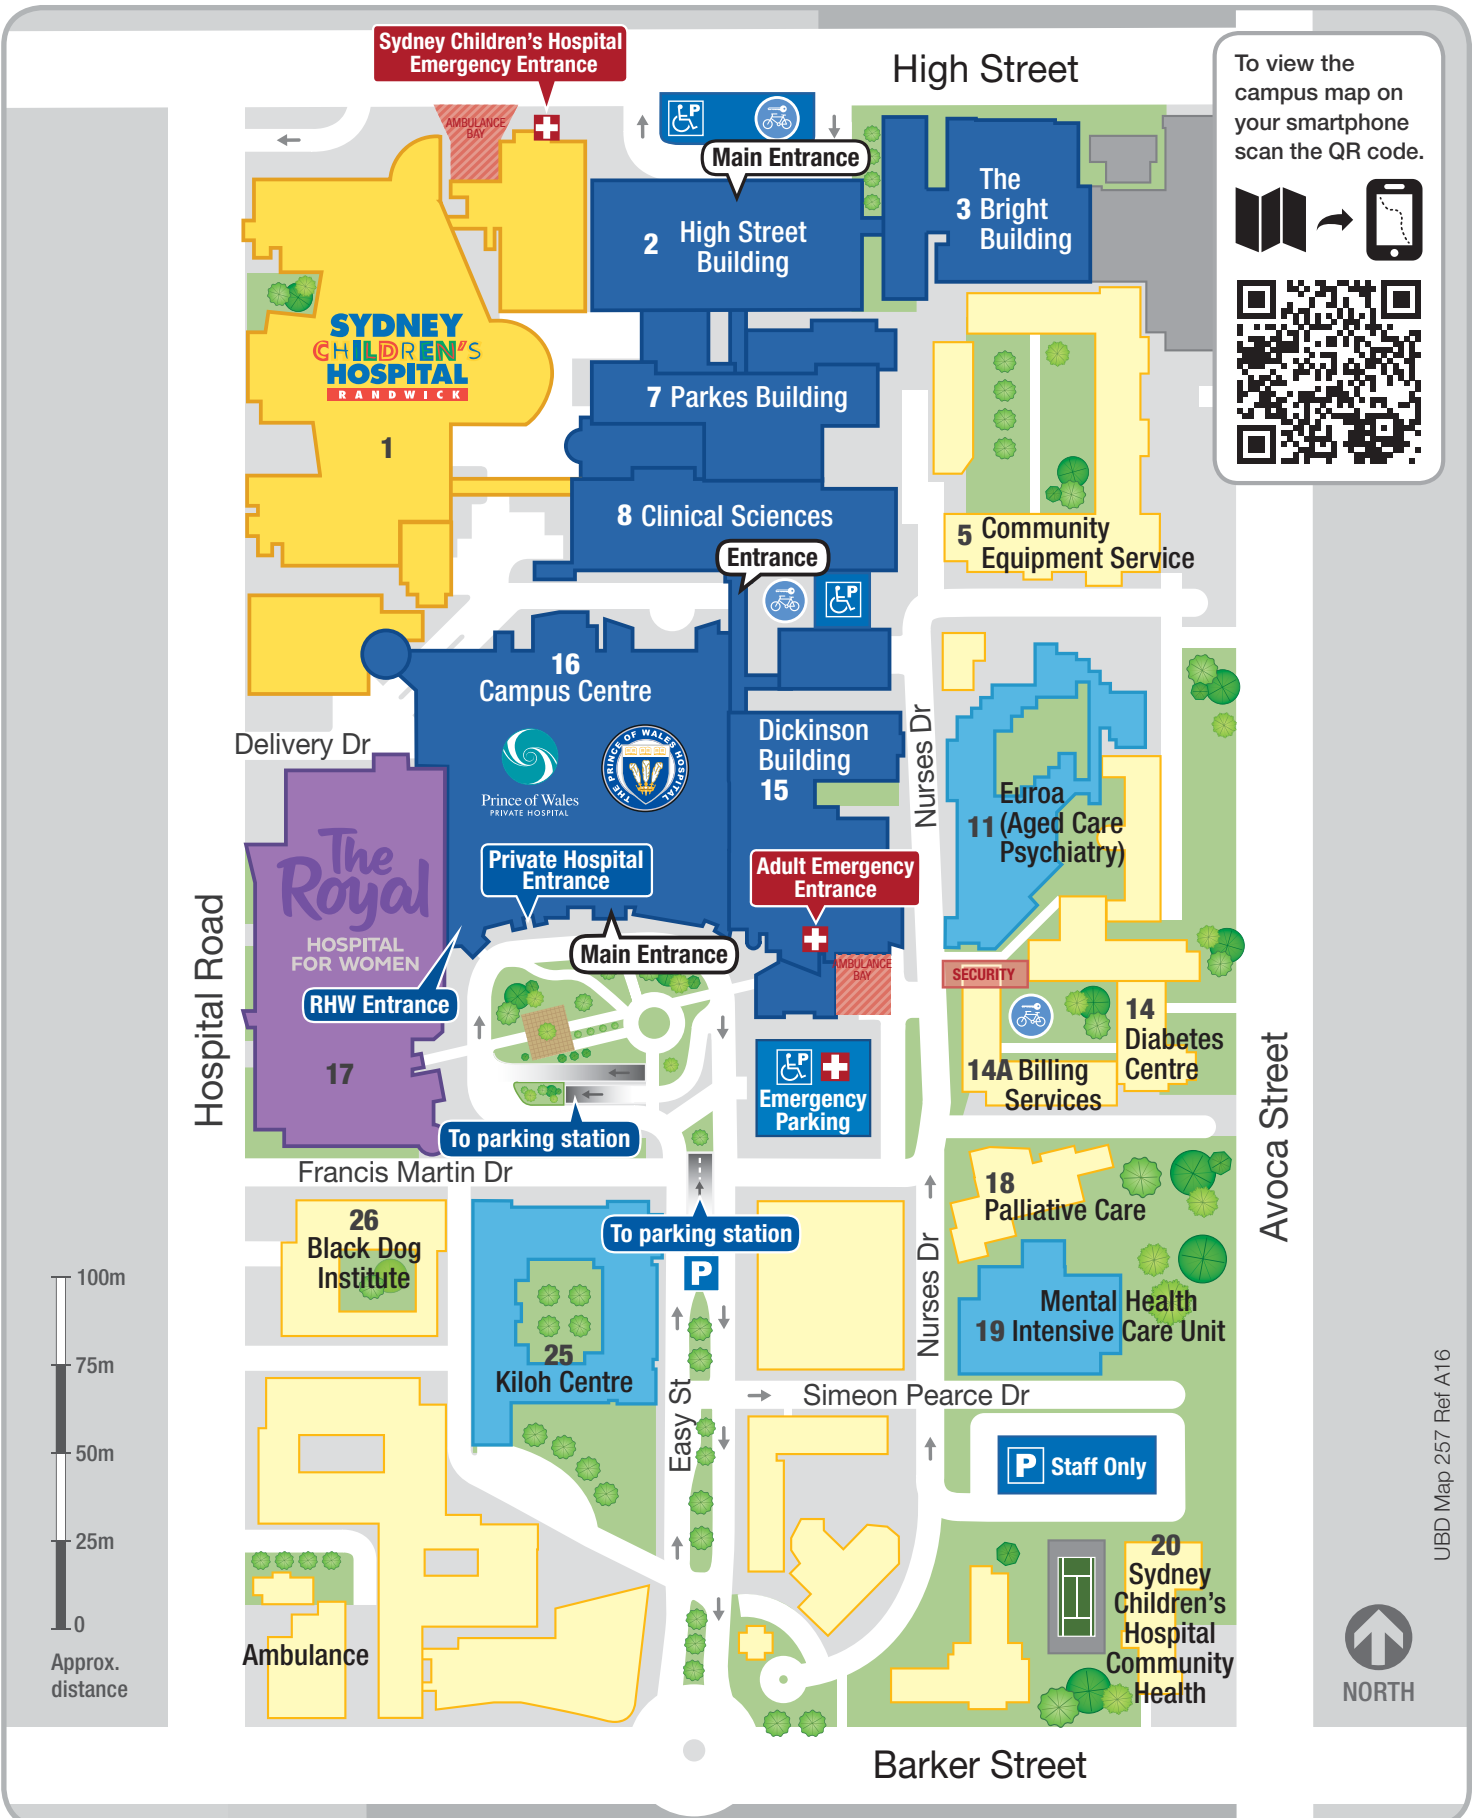 Sydney Children's Hospital
Emergency Entrance
High Street
To view the
campus map on
your smartphone
scan the QR code.
AMBULANCE
BAY
P
Main Entrance
2 High Street
Building
The
3 Bright
Building
SYDNEY
CHILDREN'S
HOSPITAL
RANDWICK
1
7 Parkes Building
8 Clinical Sciences
Entrance
P
5 Community
Equipment Service
16
Campus Centre
Prince of Wales
PRIVATE HOSPITAL
THE PRINCE OF WALES HOSPITAL
Dickinson
Building
15
Delivery Dr
Nurses Dr
Euroa
11 (Aged Care
Psychiatry)
The
Royal
HOSPITAL
FOR WOMEN
17
Private Hospital
Entrance
Adult Emergency
Entrance
Main Entrance
RHW Entrance
AMBULANCE
BAY
SECURITY
Hospital Road
14
Diabetes
Centre
14A Billing
Services
P
Emergency
Parking
To parking station
Francis Martin Dr
Avoca Street
18
Palliative Care
26
Black Dog
Institute
To parking station
P
Nurses Dr
Mental Health
19 Intensive Care Unit
25
Kiloh Centre
Easy St
Simeon Pearce Dr
P Staff Only
100m
75m
50m
25m
0
Approx.
distance
Ambulance
20
Sydney
Children's
Hospital
Community
Health
UBD Map 257 Ref A16
NORTH
Barker Street